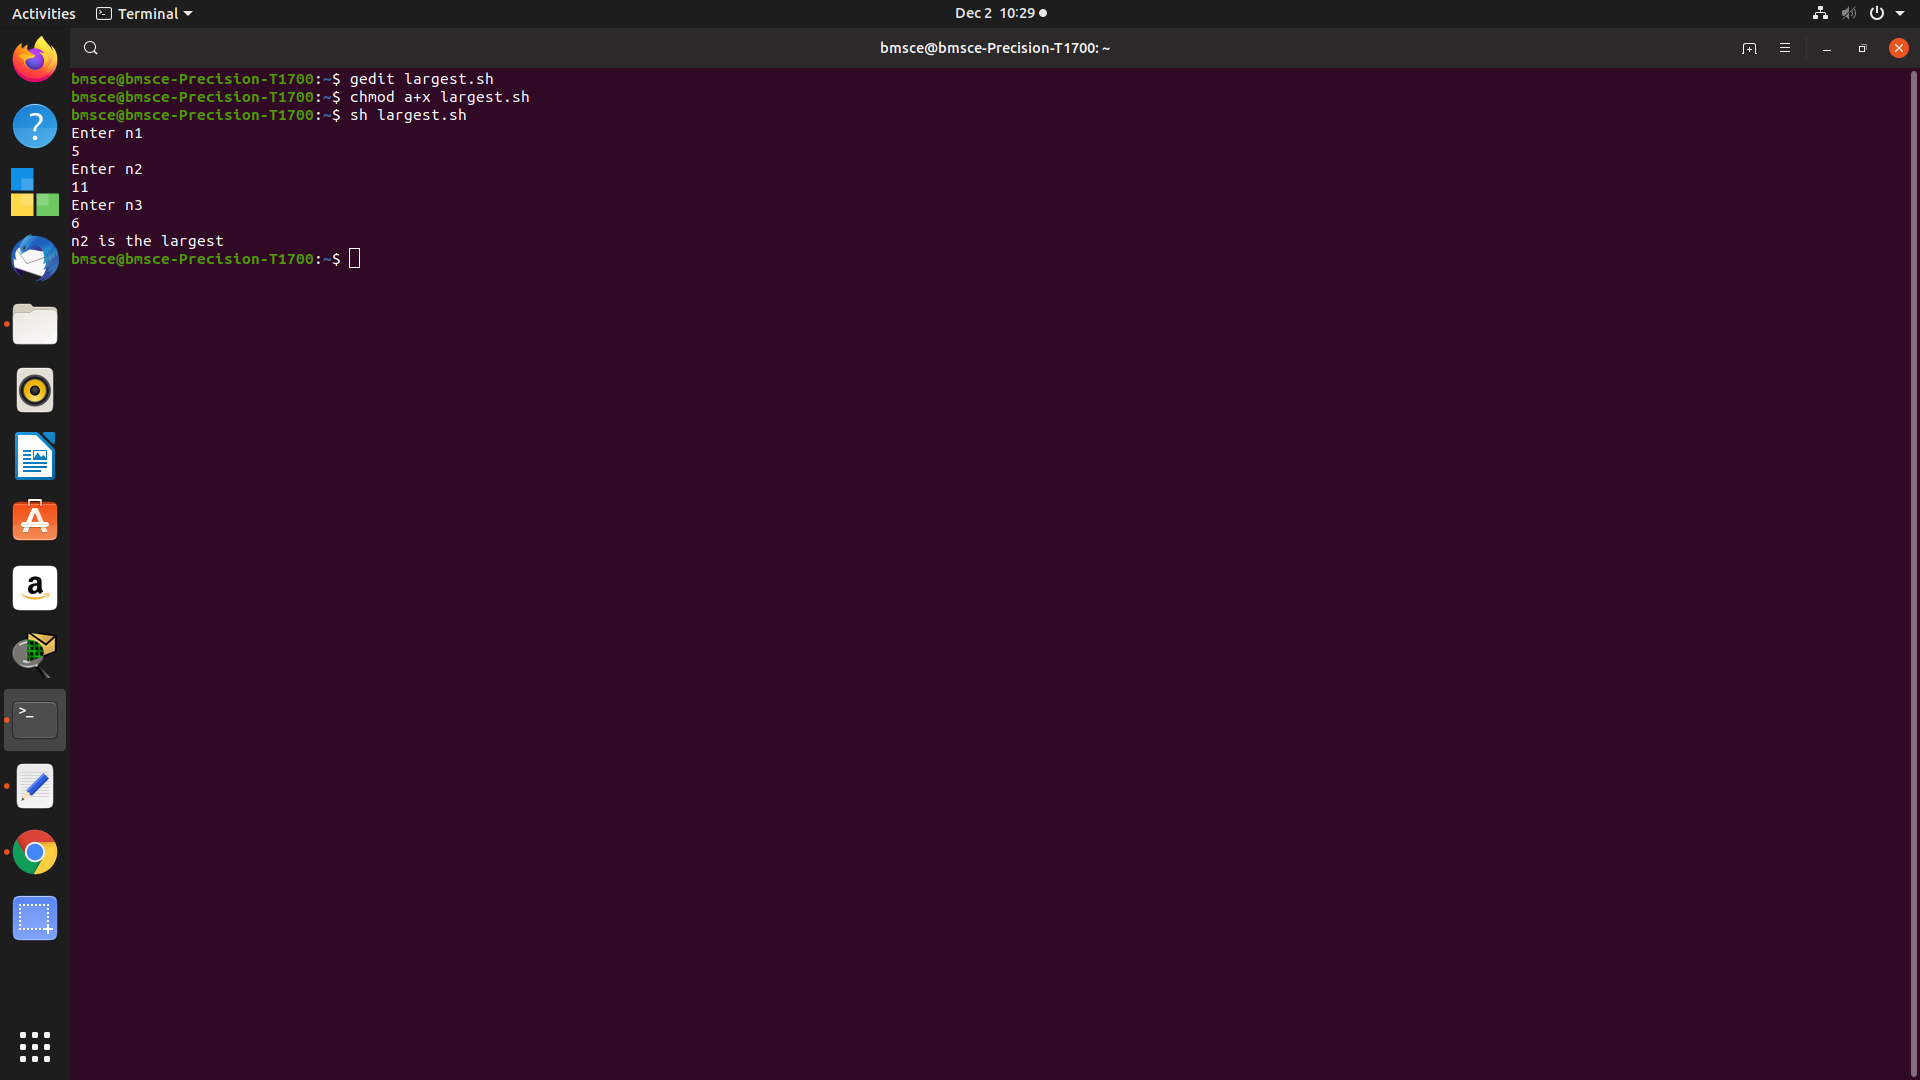 Activities
Terminal
Dec 2 10:29
bmsce@bmsce-Precision-T1700: ~
bmsce@bmsce-Precision-T1700:~$ gedit largest.sh
bmsce@bmsce-Precision-T1700:~$ chmod a+x largest.sh
bmsce@bmsce-Precision-T1700:~$ sh largest.sh
Enter n1
5
Enter n2
11
Enter n3
6
n2 is the largest
bmsce@bmsce-Precision-T1700:~$